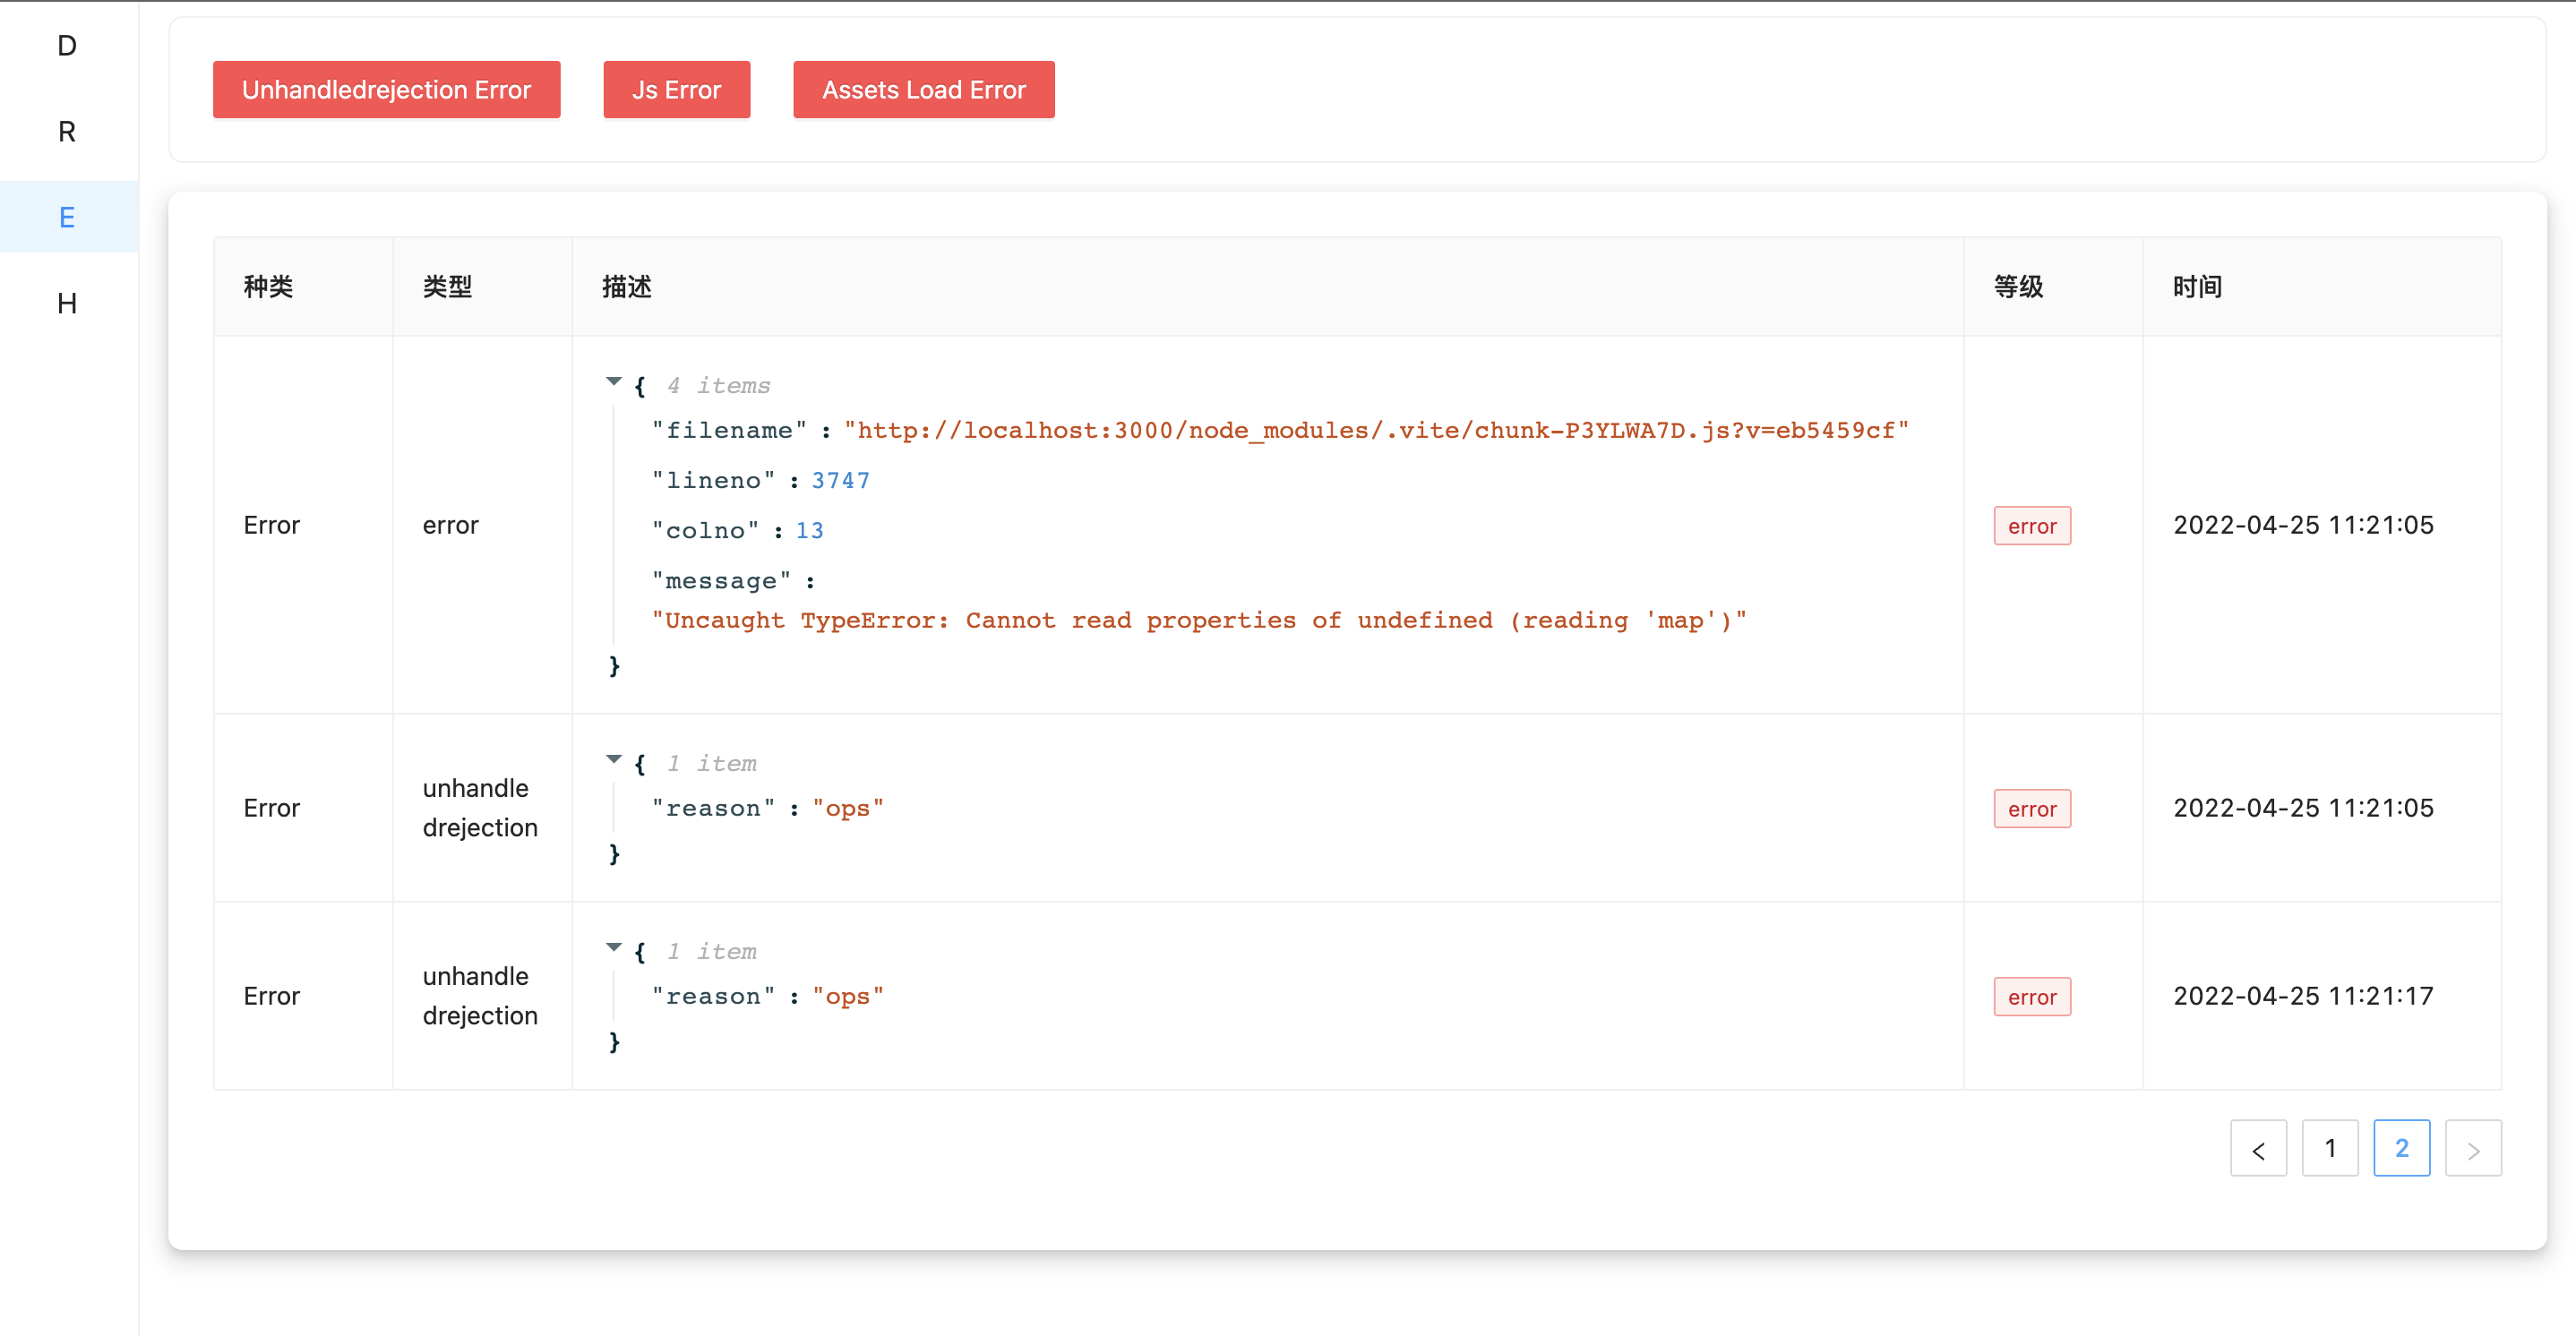 D
R
E
H
Unhandledrejection Error
Js Error
Assets Load Error
种类
类型
描述
等级
时间
Error
error
{ 4 items
"filename" : "http://localhost:3000/node_modules/.vite/chunk-P3YLWA7D.js?v=eb5459cf"
"lineno" : 3747
"colno" : 13
"message" :
"Uncaught TypeError: Cannot read properties of undefined (reading 'map')"
}
error
2022-04-25 11:21:05
Error
unhandle
drejection
{ 1 item
"reason" : "ops"
}
error
2022-04-25 11:21:05
Error
unhandle
drejection
{ 1 item
"reason" : "ops"
}
error
2022-04-25 11:21:17
< 1 2 >